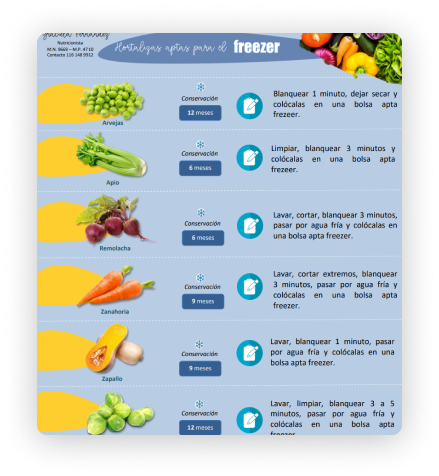 Graciela Fernández
Nutricionista
M.N. 9669 – M.P. 4710
Contacto 116 148 9912
Hortalizas aptas para el freezer
Conservación
12 meses
Blanquear 1 minuto, dejar secar y
colócalas en una bolsa apta
frezeer.
Arvejas
Conservación
6 meses
Limpiar, blanquear 3 minutos y
colócalas en una bolsa apta
frezeer.
Apio
Conservación
6 meses
Lavar, cortar, blanquear 3 minutos,
pasar por agua fría y colócalas en
una bolsa apta freezer.
Remolacha
Conservación
9 meses
Lavar, cortar extremos, blanquear
3 minutos, pasar por agua fría y
colócalas en una bolsa apta
freezer.
Zanahoria
Conservación
9 meses
Lavar, blanquear 1 minuto, pasar
por agua fría y colócalas en una
bolsa apta freezer.
Zapallo
Conservación
12 meses
Lavar, limpiar, blanquear 3 a 5
minutos, pasar por agua fría y
colócalas en una bolsa apta
freezer.